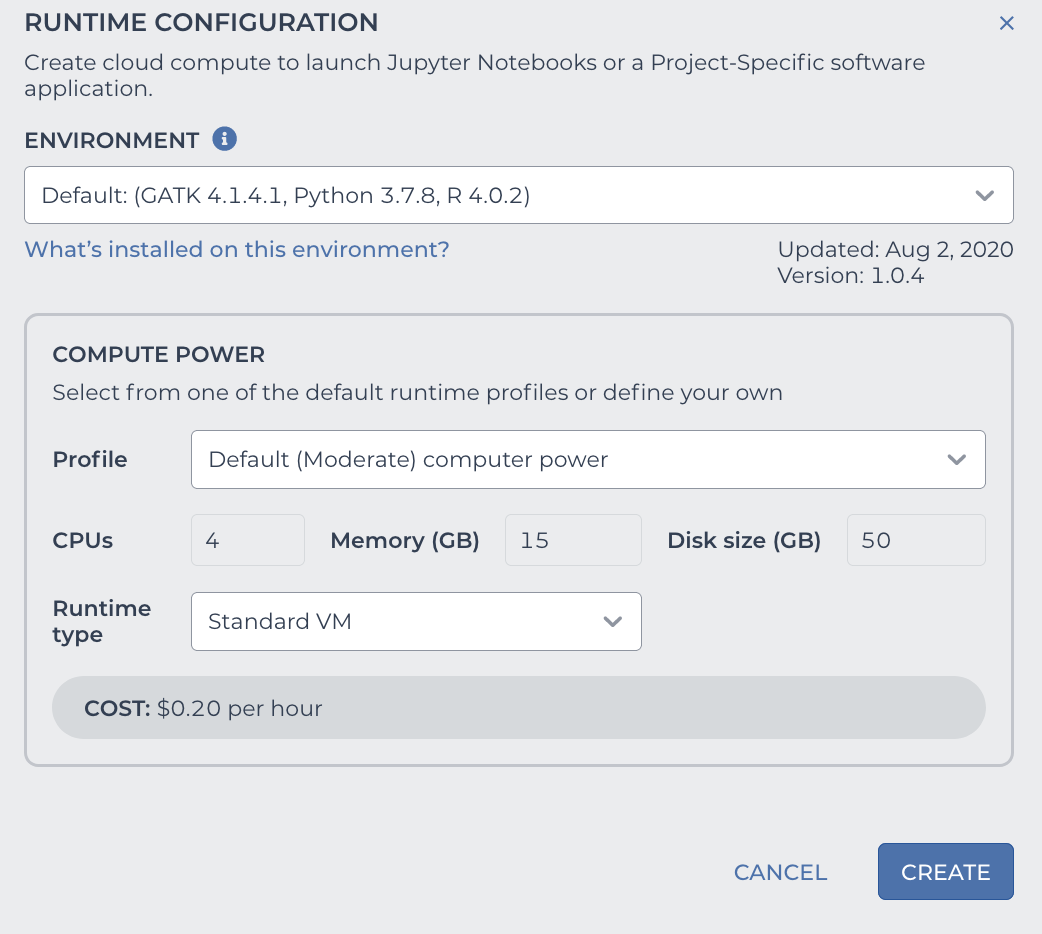 RUNTIME CONFIGURATION
Create cloud compute to launch Jupyter Notebooks or a Project-Specific software
application.
ENVIRONMENT
Default: (GATK 4.1.4.1, Python 3.7.8, R 4.0.2)
What's installed on this environment?
Updated: Aug 2, 2020
Version: 1.0.4
COMPUTE POWER
Select from one of the default runtime profiles or define your own
Profile Default (Moderate) computer power
CPUs 4 Memory (GB) 15 Disk size (GB) 50
Runtime
type
Standard VM
COST: $0.20 per hour
CANCEL CREATE